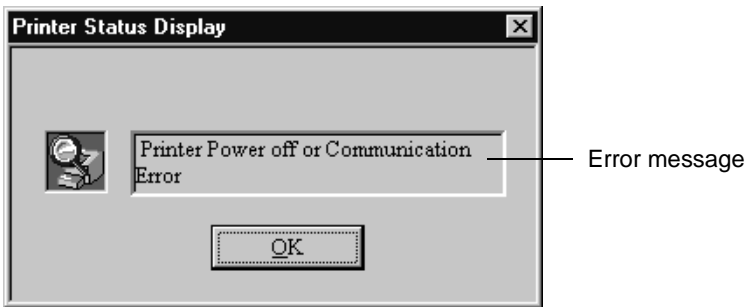 Printer Status Display
Printer Power off or Communication
Error
Error message
OK